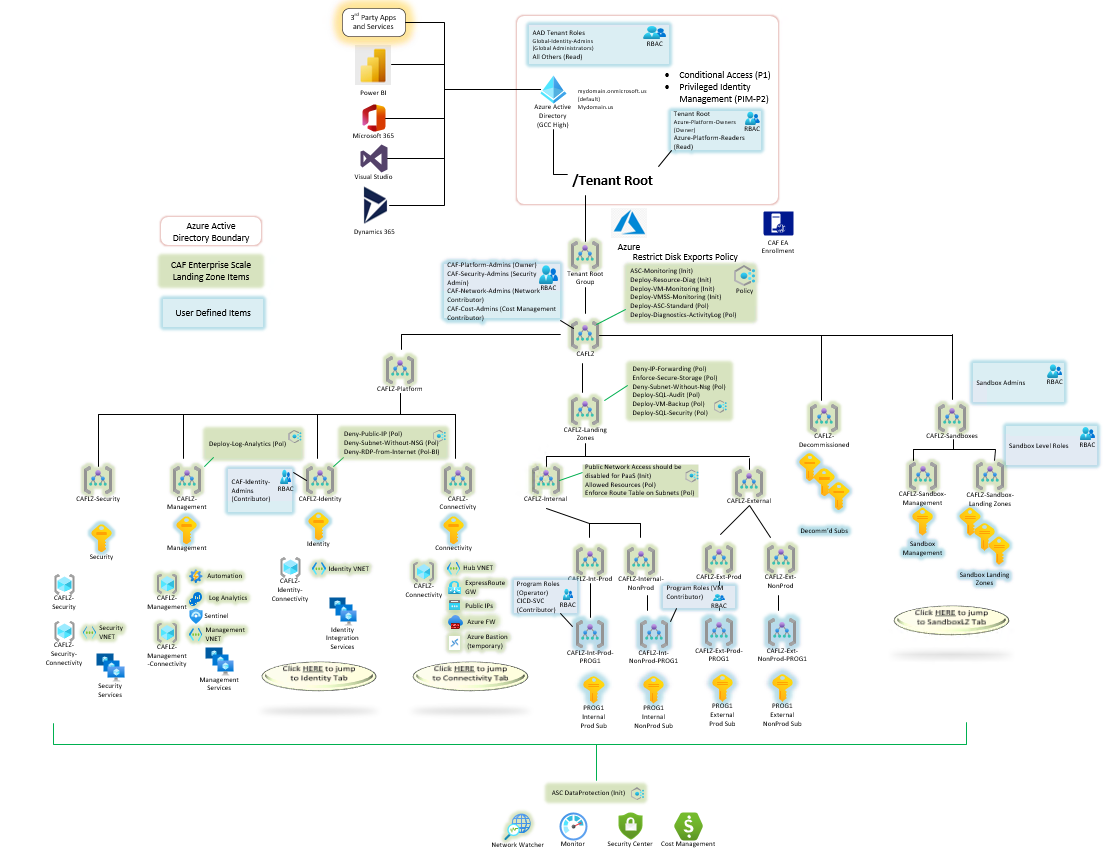 3rd Party Apps
and Services
Power BI
Microsoft 365
Visual Studio
Dynamics 365
AAD Tenant Roles
Global-Identity-Admins
(Global Administrators)
All Others (Read)
RBAC
Azure Active
Directory
(GCC High)
mydomain.onmicrosoft.us
(default)
Mydomain.us
• Conditional Access (P1)
• Privileged Identity
Management (PIM-P2)
Tenant Root
Azure-Platform-Owners
(Owner)
Azure-Platform-Readers
(Read)
RBAC
/Tenant Root
Azure Active
Directory Boundary
CAF Enterprise Scale
Landing Zone Items
User Defined Items
Azure
CAF EA
Enrollment
Restrict Disk Exports Policy
Tenant Root
Group
CAF-Platform-Admins (Owner)
CAF-Security-Admins (Security
Admin)
CAF-Network-Admins (Network
Contributor)
CAF-Cost-Admins (Cost Management
Contributor)
RBAC
ASC-Monitoring (Init)
Deploy-Resource-Diag (Init)
Deploy-VM-Monitoring (Init)
Deploy-VMSS-Monitoring (Init)
Deploy-ASC-Standard (Pol)
Deploy-Diagnostics-ActivityLog (Pol)
Policy
CAFLZ
CAFLZ-Platform
Deny-IP-Forwarding (Pol)
Enforce-Secure-Storage (Pol)
Deny-Subnet-Without-Nsg (Pol)
Deploy-SQL-Audit (Pol)
Deploy-VM-Backup (Pol)
Deploy-SQL-Security (Pol)
CAFLZ-Landing
Zones
CAFLZ-
Decommissioned
CAFLZ-Sandboxes
Sandbox Admins
RBAC
Sandbox Level Roles
RBAC
Deploy-Log-Analytics (Pol)
Deny-Public-IP (Pol)
Deny-Subnet-Without-NSG (Pol)
Deny-RDP-from-Internet (Pol-BI)
CAF-Identity-
Admins
(Contributor)
RBAC
CAFLZ-Security
CAFLZ-
Management
CAFLZ-Identity
CAFLZ-
Connectivity
Public Network Access should be
disabled for PaaS (Init)
Allowed Resources (Pol)
Enforce Route Table on Subnets (Pol)
CAFLZ-Internal
CAFLZ-External
CAFLZ-Sandbox-
Management
CAFLZ-Sandbox-
Landing Zones
Security
Management
Identity
Connectivity
Decomm'd Subs
Sandbox
Management
Sandbox Landing
Zones
CAFLZ-
Security
CAFLZ-
Security-
Connectivity
Security
VNET
Security
Services
CAFLZ-
Management
Automation
Log Analytics
Sentinel
CAFLZ-
Management
-Connectivity
Management
VNET
Management
Services
CAFLZ-
Identity-
Connectivity
Identity VNET
Identity
Integration
Services
CAFLZ-
Connectivity
Hub VNET
ExpressRoute
GW
Public IPs
Azure FW
Azure Bastion
(temporary)
Click HERE to jump
to Identity Tab
Click HERE to jump
to Connectivity Tab
Click HERE to jump
to SandboxLZ Tab
CAFLZ-Int-Prod
CAFLZ-Internal-
NonProd
CAFLZ-Ext-Prod
CAFLZ-Ext-
NonProd
Program Roles
(Operator)
CICD-SVC
(Contributor)
RBAC
Program Roles (VM
Contributor)
RBAC
CAFLZ-Int-Prod-
PROG1
CAFLZ-Int-
NonProd-PROG1
CAFLZ-Ext-Prod-
PROG1
CAFLZ-Ext-
NonProd-PROG1
PROG1
Internal
Prod Sub
PROG1
Internal
NonProd Sub
PROG1
External
Prod Sub
PROG1
External
NonProd Sub
ASC DataProtection (Init)
Network Watcher
Monitor
Security Center
Cost Management